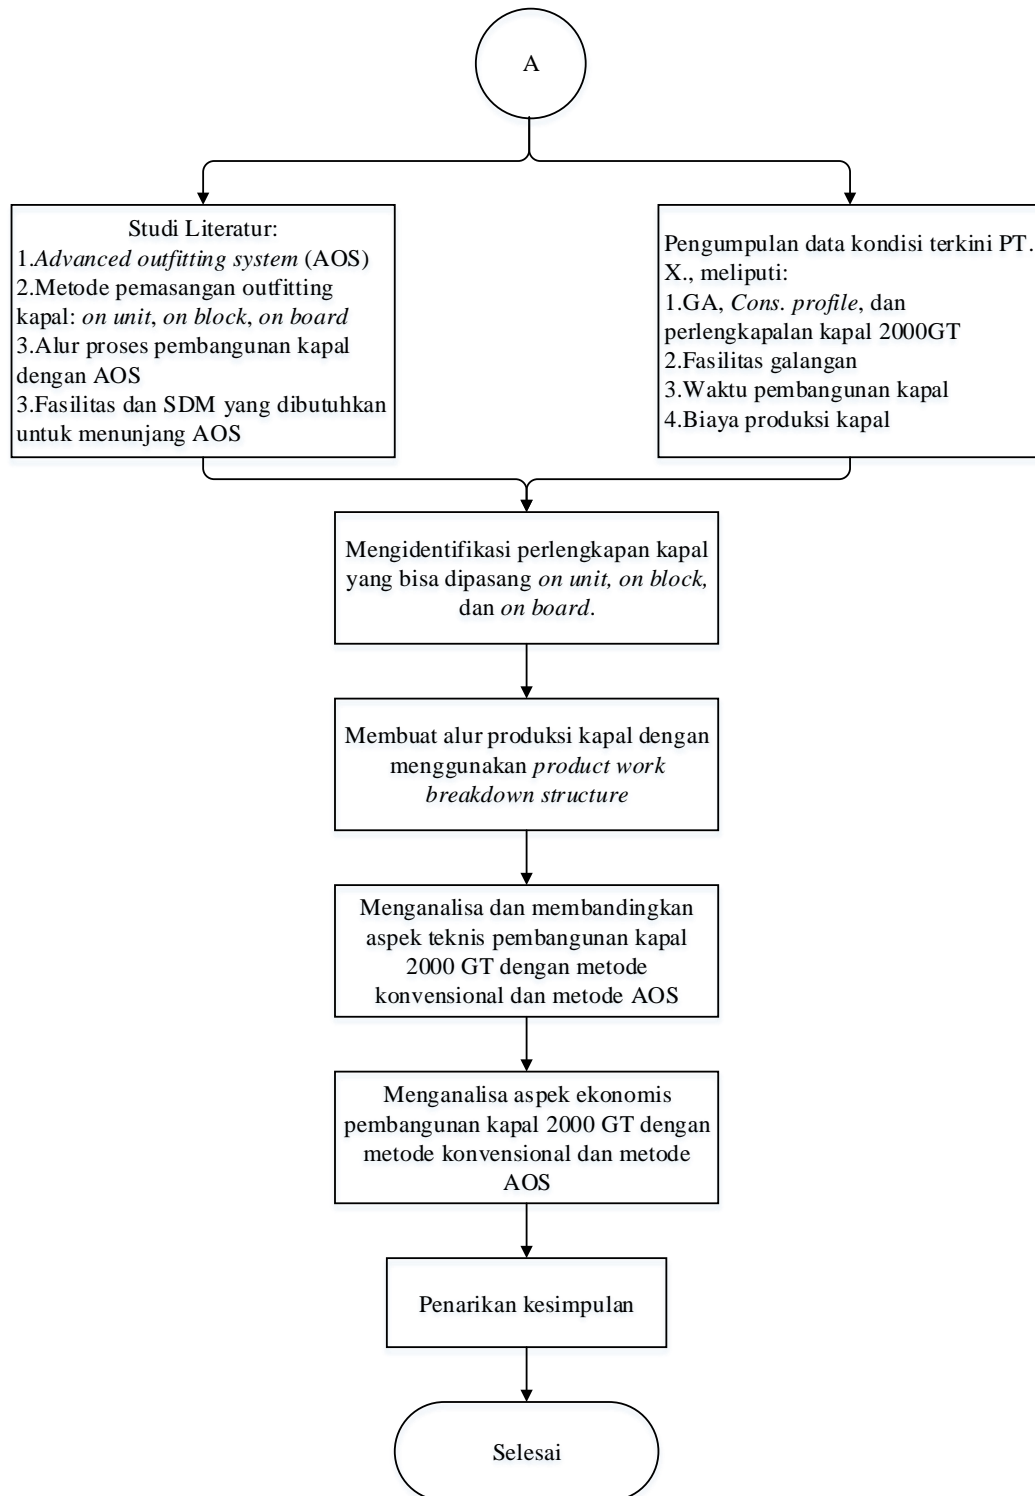 A
Studi Literatur:
1.Advanced outfitting system (AOS)
2.Metode pemasangan outfitting
kapal: on unit, on block, on board
3.Alur proses pembangunan kapal
dengan AOS
3.Fasilitas dan SDM yang dibutuhkan
untuk menunjang AOS
Pengumpulan data kondisi terkini PT.
X., meliputi:
1.GA, Cons. profile, dan
perlengkapalan kapal 2000GT
2.Fasilitas galangan
3.Waktu pembangunan kapal
4.Biaya produksi kapal
Mengidentifikasi perlengkapan kapal
yang bisa dipasang on unit, on block,
dan on board.
Membuat alur produksi kapal dengan
menggunakan product work
breakdown structure
Menganalisa dan membandingkan
aspek teknis pembangunan kapal
2000 GT dengan metode
konvensional dan metode AOS
Menganalisa aspek ekonomis
pembangunan kapal 2000 GT dengan
metode konvensional dan metode
AOS
Penarikan kesimpulan
Selesai